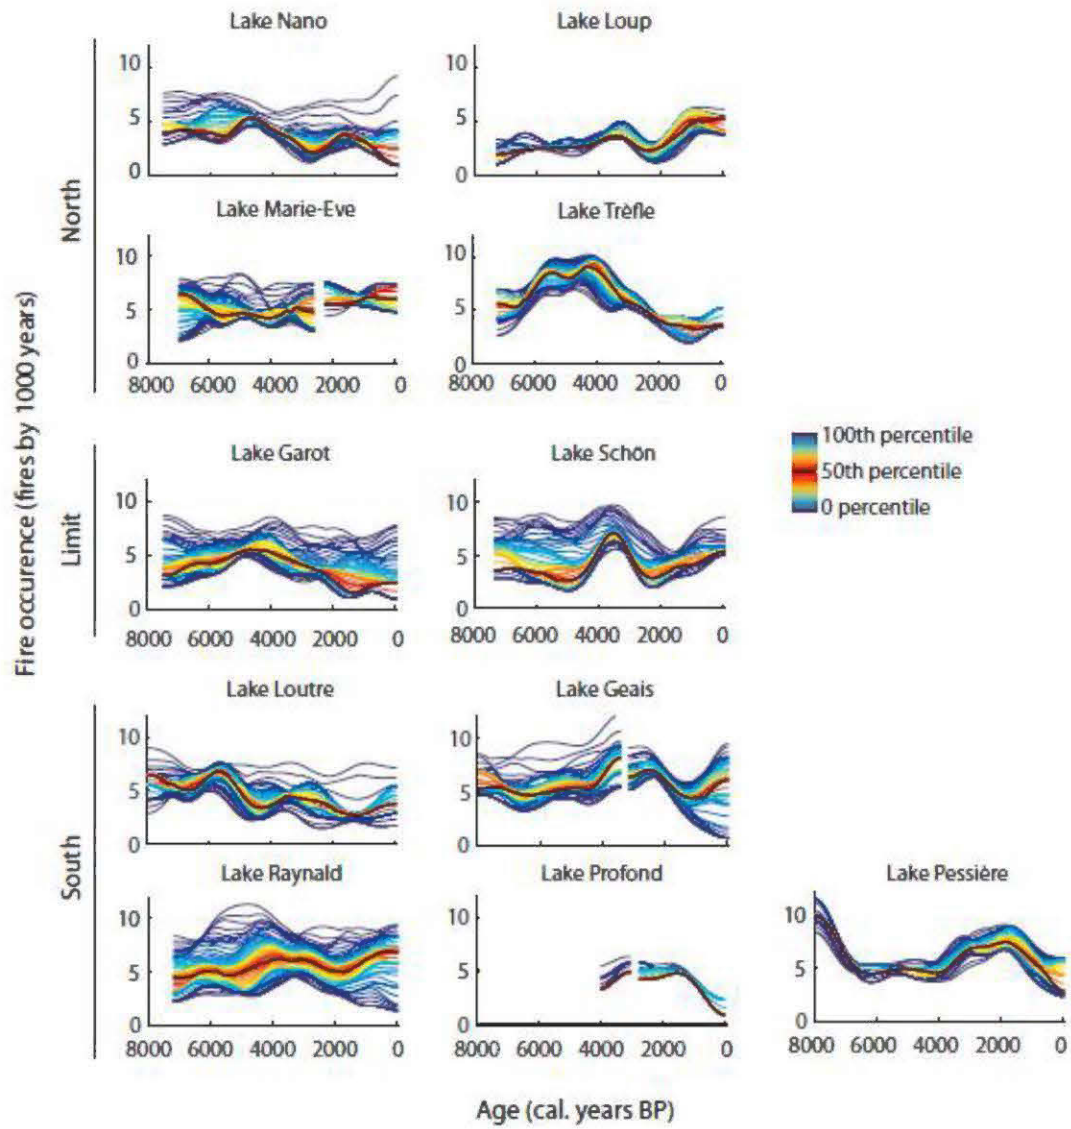 Fire occurence (fires by 1000 years)
North
Lake Nano
10
5
0
Lake Loup
10
5
0
Lake Marie-Eve
10
5
0
8000 6000 4000 2000 0
Lake Trèfle
10
5
0
8000 6000 4000 2000 0
Limit
Lake Garot
10
5
0
8000 6000 4000 2000 0
Lake Schön
10
5
0
8000 6000 4000 2000 0
100th percentile
50th percentile
0 percentile
South
Lake Loutre
10
5
0
Lake Geais
10
5
0
Lake Raynald
10
5
0
8000 6000 4000 2000 0
Lake Profond
10
5
0
8000 6000 4000 2000 0
Lake Pessière
10
5
0
8000 6000 4000 2000 0
Age (cal. years BP)